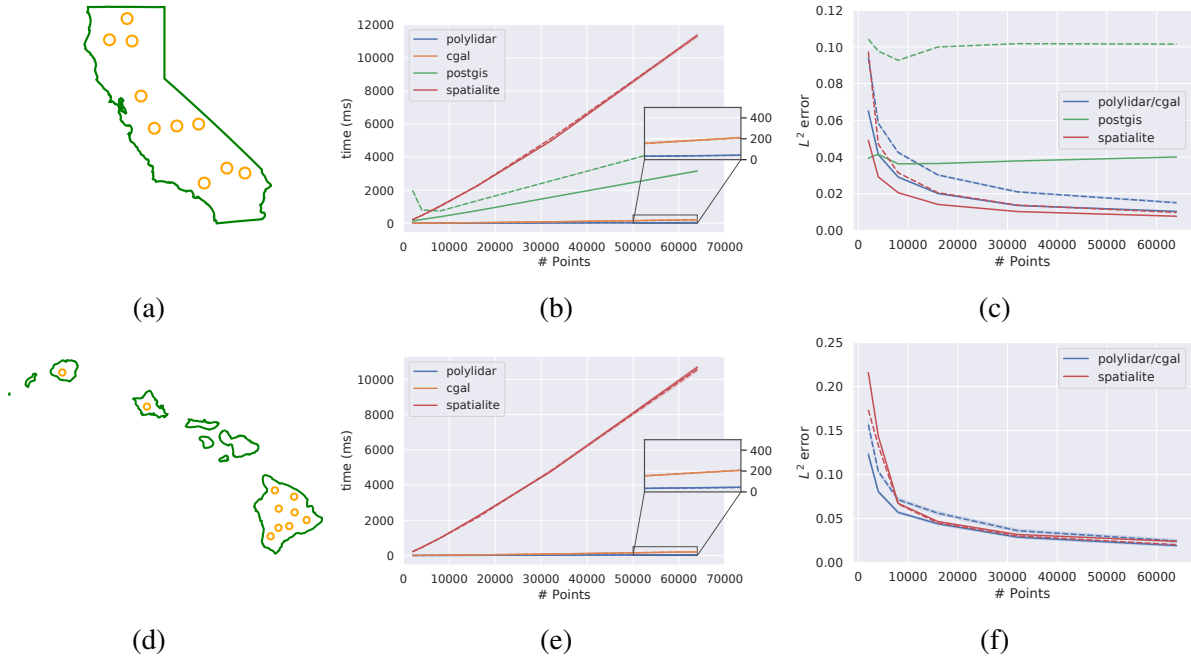 12000
10000
8000
6000
4000
2000
0
time (ms)
polylidar
cgal
postgis
spatialite
400
200
0
0 10000 20000 30000 40000 50000 60000 70000
# Points
0.12
0.10
0.08
0.06
0.04
0.02
0.00
L² error
polylidar/cgal
postgis
spatialite
0 10000 20000 30000 40000 50000 60000
# Points
(a) (b) (c)
10000
8000
6000
4000
2000
0
time (ms)
polylidar
cgal
spatialite
400
200
0
0 10000 20000 30000 40000 50000 60000 70000
# Points
0.25
0.20
0.15
0.10
0.05
0.00
L² error
polylidar/cgal
spatialite
0 10000 20000 30000 40000 50000 60000
# Points
(d) (e) (f)